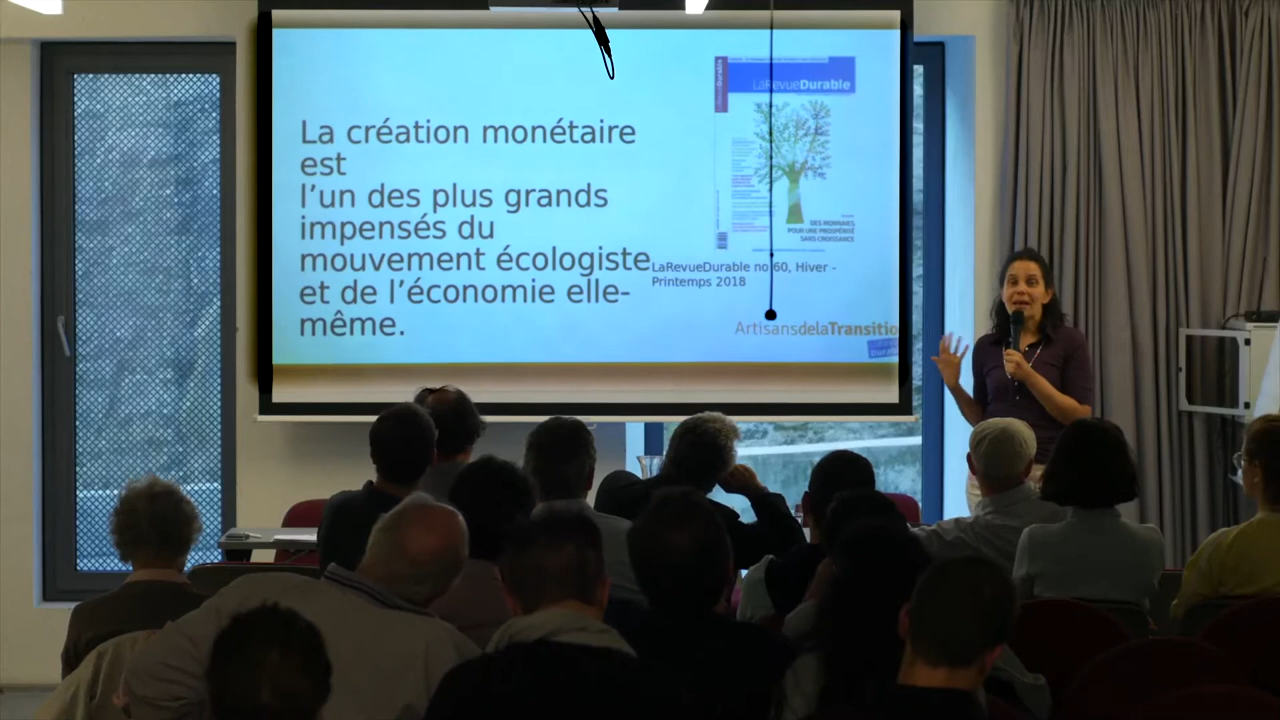 La création monétaire
est
l'un des plus grands
impensés du
mouvement écologiste
et de l'économie elle-
même.
LaRevueDurable
DES MONNAIES
POUR UNE PROSPÉRITÉ
SANS CROISSANCE
LaRevueDurable no 60, Hiver -
Printemps 2018
ArtisansdelaTransitio